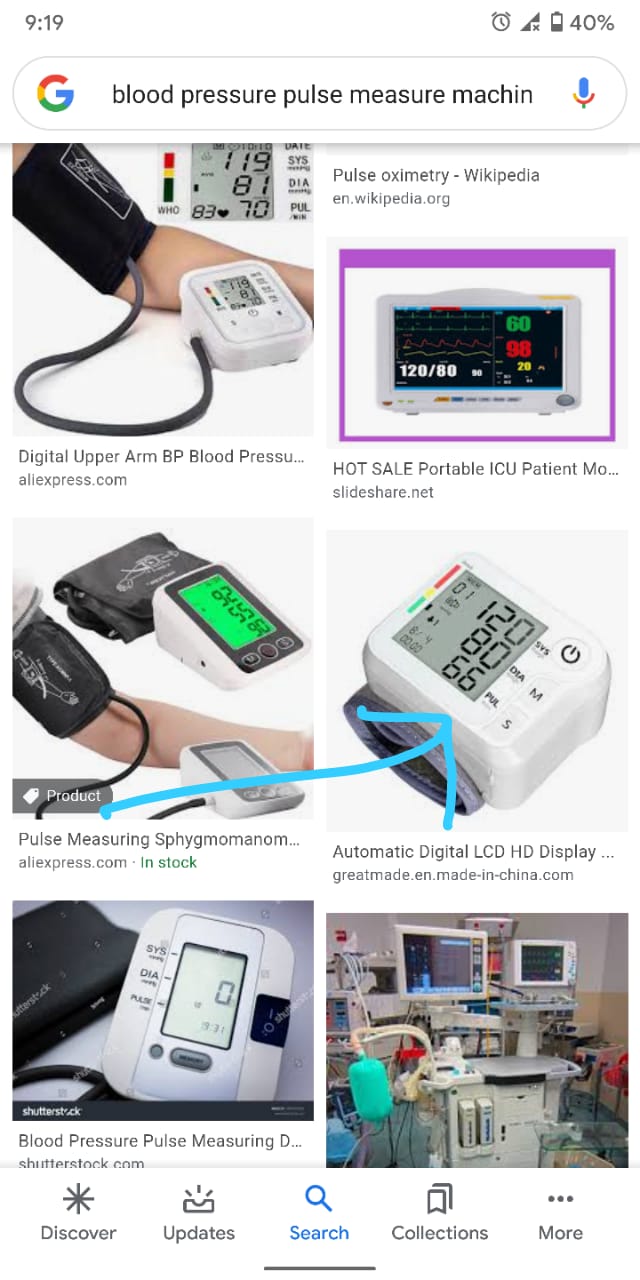 9:19
40%
blood pressure pulse measure machin
119
81
83 70
WHO
DATE
SYS
mmHg
DIA
mmHg
PUL
/MIN
Digital Upper Arm BP Blood Pressu...
aliexpress.com
Pulse oximetry - Wikipedia
en.wikipedia.org
60
98
20
120/80 90
HOT SALE Portable ICU Patient Mo...
slideshare.net
M S
Product
Pulse Measuring Sphygmomanom...
aliexpress.com · In stock
120
80
66
SYS
DIA
PUL
M
S
Automatic Digital LCD HD Display ...
greatmade.en.made-in-china.com
SYS
mmHg
DIA
mmHg
PULSE
0
19:31
MEMORY
shutterstock
Blood Pressure Pulse Measuring D...
shutterstock.com
Discover
Updates
Search
Collections
More